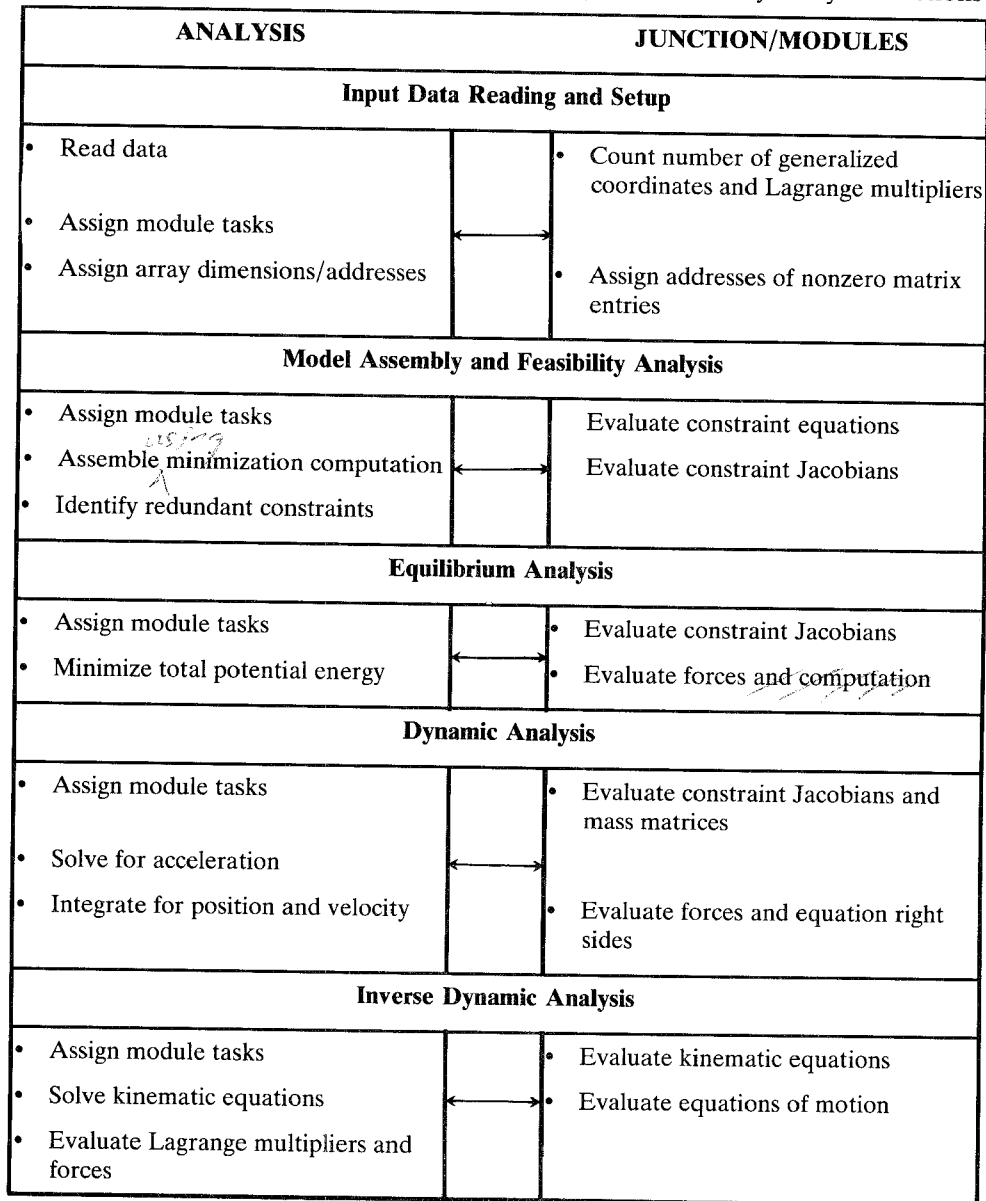 ANALYSIS
JUNCTION/MODULES
Input Data Reading and Setup
• Read data
• Assign module tasks
• Assign array dimensions/addresses
• Count number of generalized
coordinates and Lagrange multipliers
• Assign addresses of nonzero matrix
entries
Model Assembly and Feasibility Analysis
• Assign module tasks
using
• Assemble minimization computation
• Identify redundant constraints
Evaluate constraint equations
Evaluate constraint Jacobians
Equilibrium Analysis
• Assign module tasks
• Minimize total potential energy
• Evaluate constraint Jacobians
• Evaluate forces and computation
Dynamic Analysis
• Assign module tasks
• Solve for acceleration
• Integrate for position and velocity
• Evaluate constraint Jacobians and
mass matrices
• Evaluate forces and equation right
sides
Inverse Dynamic Analysis
• Assign module tasks
• Solve kinematic equations
• Evaluate Lagrange multipliers and
forces
• Evaluate kinematic equations
• Evaluate equations of motion